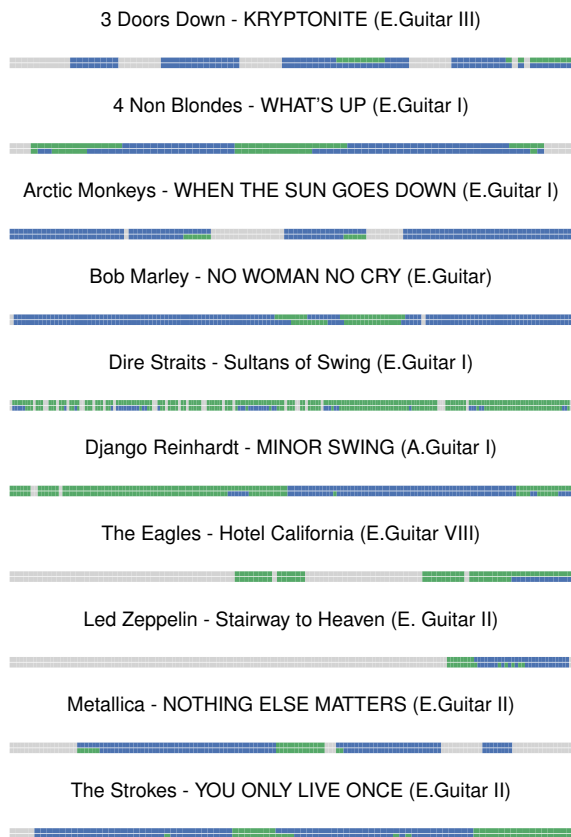 3 Doors Down - KRYPTONITE (E.Guitar III)
4 Non Blondes - WHAT'S UP (E.Guitar I)
Arctic Monkeys - WHEN THE SUN GOES DOWN (E.Guitar I)
Bob Marley - NO WOMAN NO CRY (E.Guitar)
Dire Straits - Sultans of Swing (E.Guitar I)
Django Reinhardt - MINOR SWING (A.Guitar I)
The Eagles - Hotel California (E.Guitar VIII)
Led Zeppelin - Stairway to Heaven (E. Guitar II)
Metallica - NOTHING ELSE MATTERS (E.Guitar II)
The Strokes - YOU ONLY LIVE ONCE (E.Guitar II)